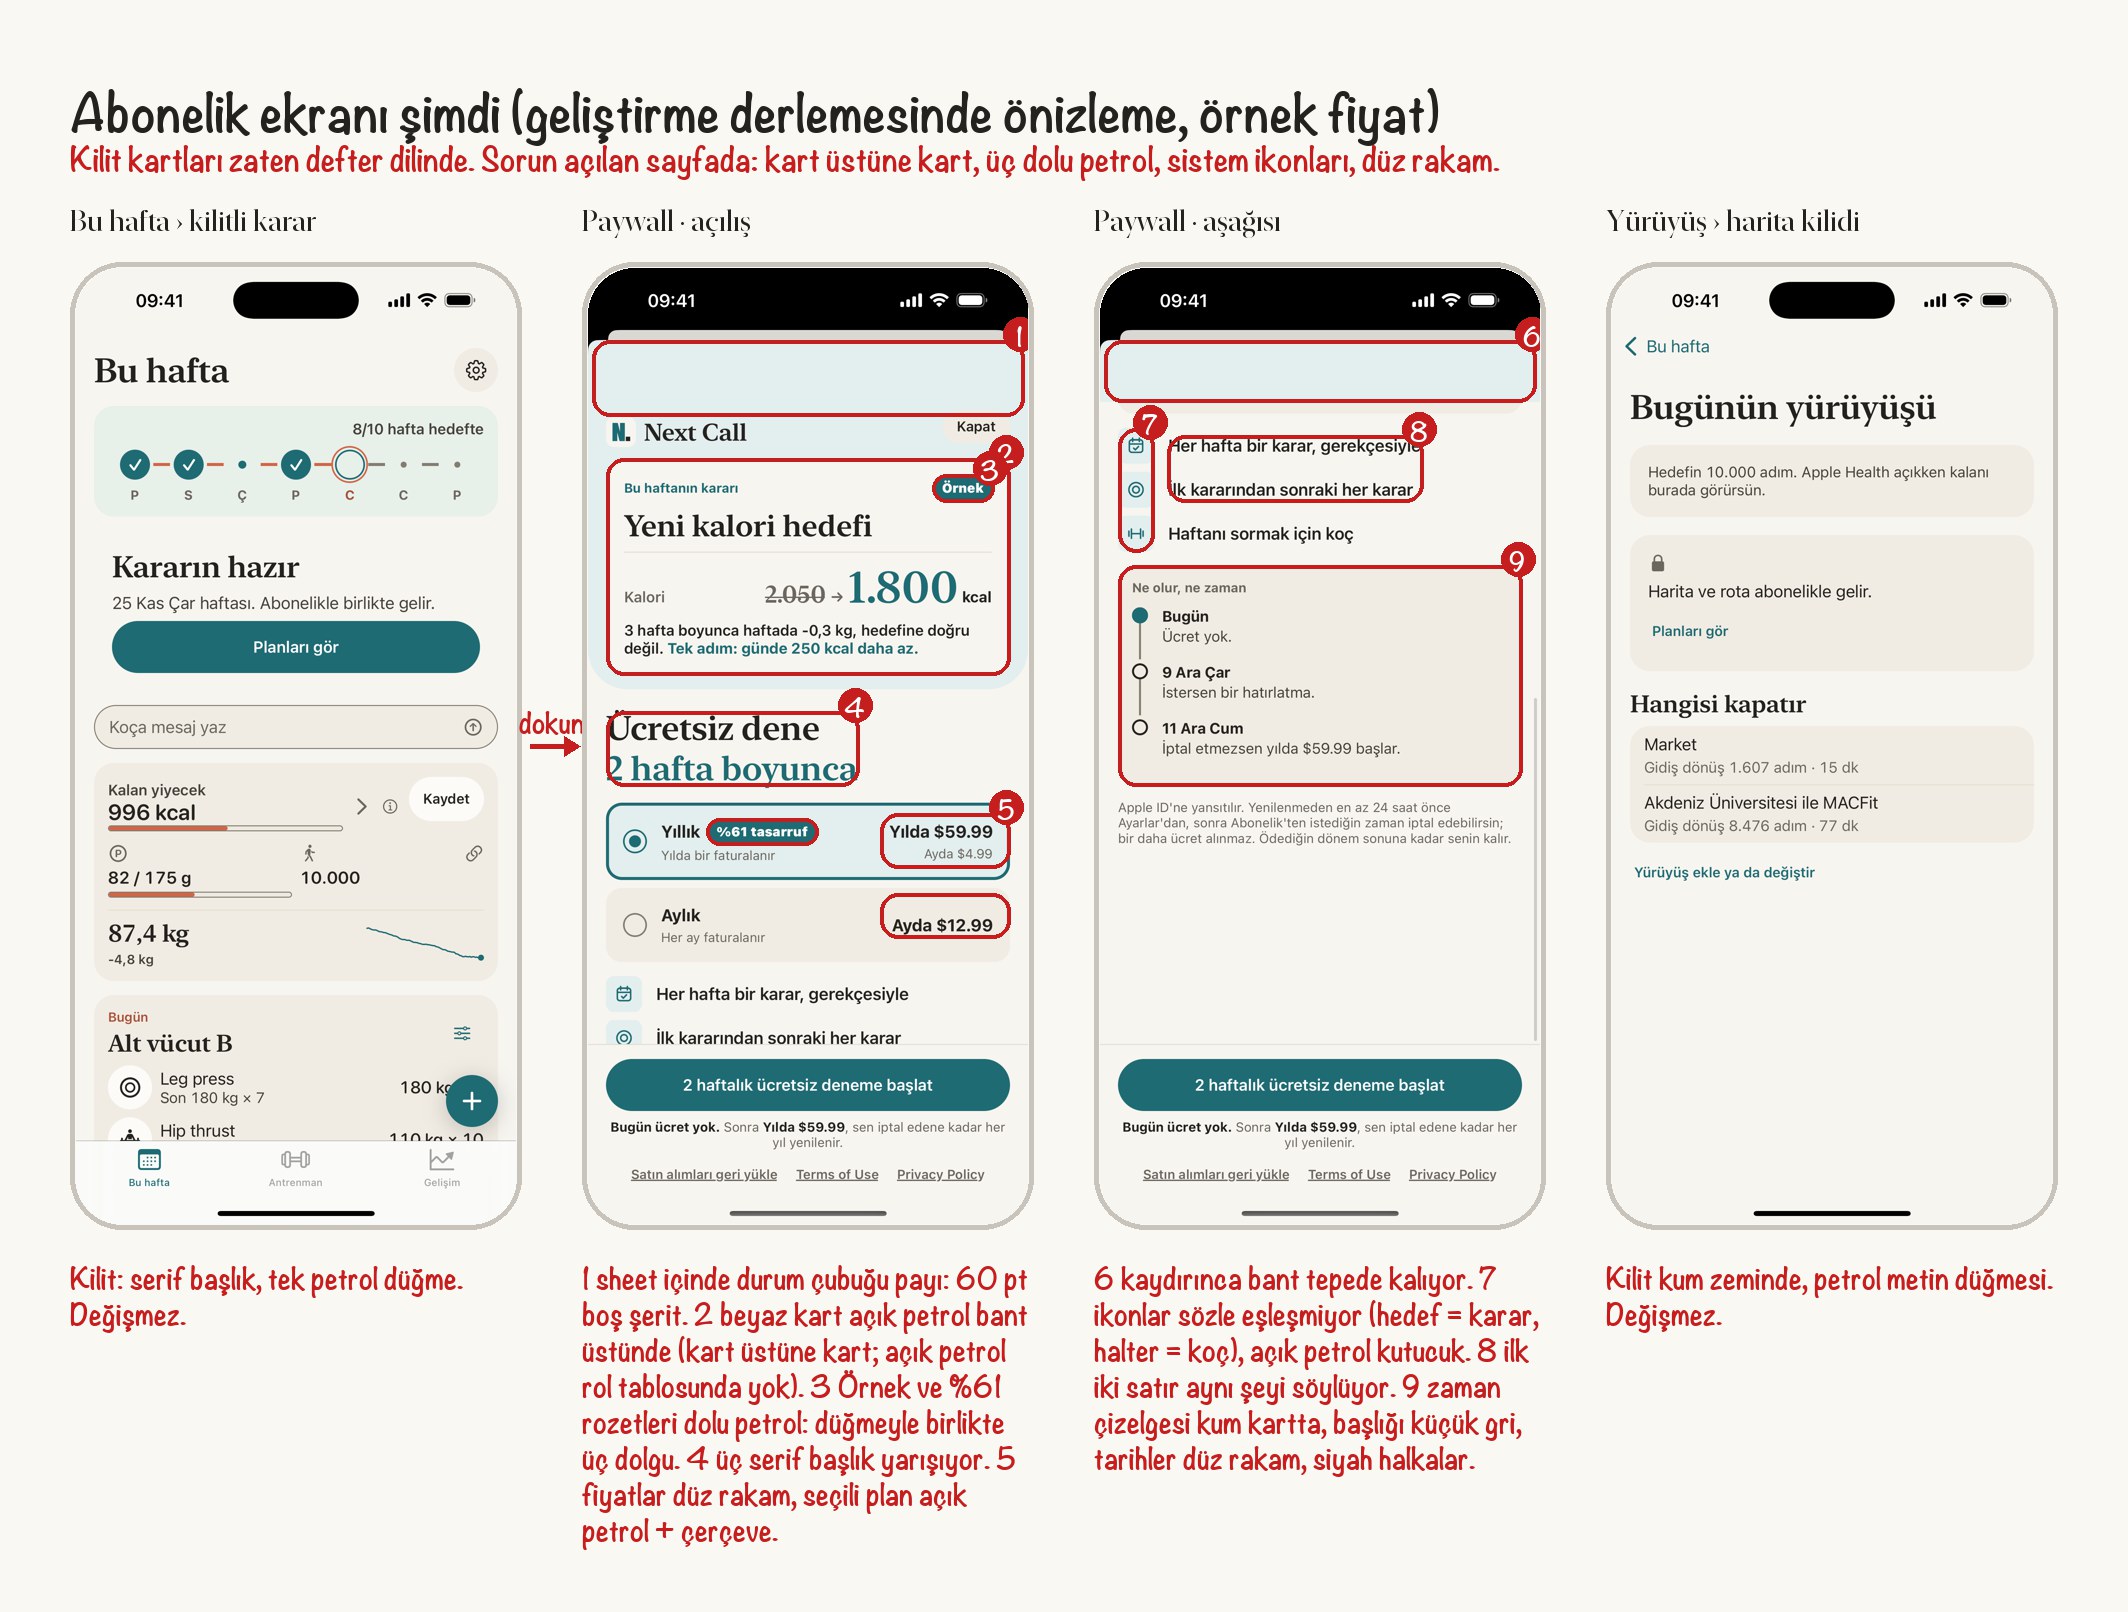 Abonelik ekranı şimdi (geliştirme derlemesinde önizleme, örnek fiyat)
Kilit kartları zaten defter dilinde. Sorun açılan sayfada: kart üstüne kart, üç dolu petrol, sistem ikonları, düz rakam.
Bu hafta › kilitli karar
09:41
Bu hafta
8/10 hafta hedefte
P S Ç P C C P
Kararın hazır
25 Kas Çar haftası. Abonelikle birlikte gelir.
Planları gör
Koça mesaj yaz
Kalan yiyecek
996 kcal
Kaydet
P
82 / 175 g
10.000
87,4 kg
-4,8 kg
Bugün
Alt vücut B
Leg press
Son 180 kg × 7
180 kg
Hip thrust
110 kg × 10
Bu hafta
Antrenman
Gelişim
Kilit: serif başlık, tek petrol düğme.
Değişmez.
dokun
Paywall · açılış
09:41
1
N. Next Call
Kapat
2
3
Bu haftanın kararı
Örnek
Yeni kalori hedefi
Kalori
2.050 → 1.800 kcal
3 hafta boyunca haftada -0,3 kg, hedefine doğru
değil. Tek adım: günde 250 kcal daha az.
4
Ücretsiz dene
2 hafta boyunca
5
Yıllık
%61 tasarruf
Yılda $59.99
Yılda bir faturalanır
Ayda $4.99
Aylık
Ayda $12.99
Her ay faturalanır
Her hafta bir karar, gerekçesiyle
İlk kararından sonraki her karar
2 haftalık ücretsiz deneme başlat
Bugün ücret yok. Sonra Yılda $59.99, sen iptal edene kadar her
yıl yenilenir.
Satın alımları geri yükle Terms of Use Privacy Policy
1 sheet içinde durum çubuğu payı: 60 pt
boş şerit. 2 beyaz kart açık petrol bant
üstünde (kart üstüne kart; açık petrol
rol tablosunda yok). 3 Örnek ve %61
rozetleri dolu petrol: düğmeyle birlikte
üç dolgu. 4 üç serif başlık yarışıyor. 5
fiyatlar düz rakam, seçili plan açık
petrol + çerçeve.
Paywall · aşağısı
09:41
6
7
8
Her hafta bir karar, gerekçesiyle
İlk kararından sonraki her karar
Haftanı sormak için koç
9
Ne olur, ne zaman
Bugün
Ücret yok.
9 Ara Çar
İstersen bir hatırlatma.
11 Ara Cum
İptal etmezsen yılda $59.99 başlar.
Apple ID'ne yansıtılır. Yenilenmeden en az 24 saat önce
Ayarlar'dan, sonra Abonelik'ten istediğin zaman iptal edebilirsin;
bir daha ücret alınmaz. Ödediğin dönem sonuna kadar senin kalır.
2 haftalık ücretsiz deneme başlat
Bugün ücret yok. Sonra Yılda $59.99, sen iptal edene kadar her
yıl yenilenir.
Satın alımları geri yükle Terms of Use Privacy Policy
6 kaydırınca bant tepede kalıyor. 7
ikonlar sözle eşleşmiyor (hedef = karar,
halter = koç), açık petrol kutucuk. 8 ilk
iki satır aynı şeyi söylüyor. 9 zaman
çizelgesi kum kartta, başlığı küçük gri,
tarihler düz rakam, siyah halkalar.
Yürüyüş › harita kilidi
09:41
Bu hafta
Bugünün yürüyüşü
Hedefin 10.000 adım. Apple Health açıkken kalanı
burada görürsün.
Harita ve rota abonelikle gelir.
Planları gör
Hangisi kapatır
Market
Gidiş dönüş 1.607 adım · 15 dk
Akdeniz Üniversitesi ile MACFit
Gidiş dönüş 8.476 adım · 77 dk
Yürüyüş ekle ya da değiştir
Kilit kum zeminde, petrol metin düğmesi.
Değişmez.